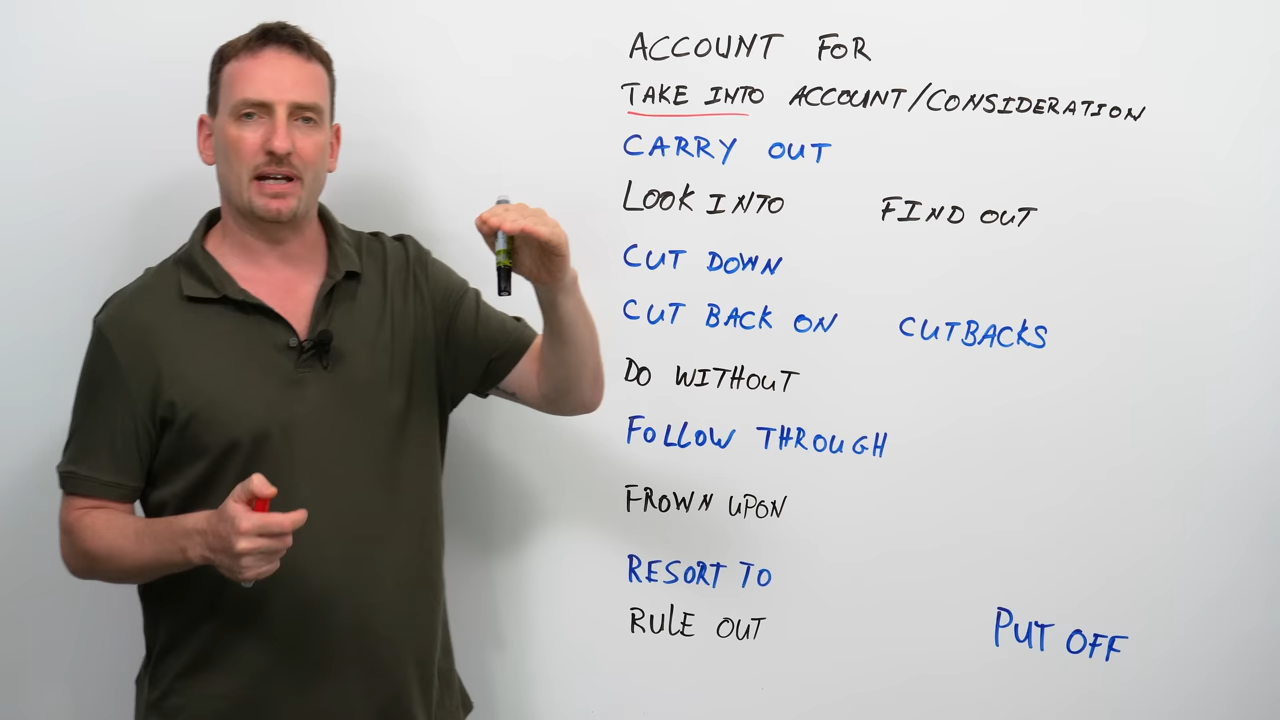 ACCOUNT FOR
TAKE INTO ACCOUNT/CONSIDERATION
CARRY OUT
LOOK INTO FIND OUT
CUT DOWN
CUT BACK ON CUTBACKS
DO WITHOUT
FOLLOW THROUGH
FROWN UPON
RESORT TO
RULE OUT PUT OFF